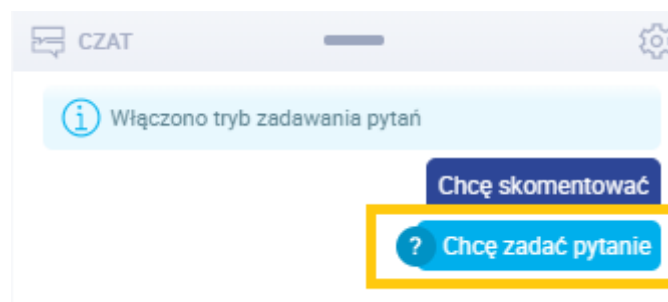 CZAT
Włączono tryb zadawania pytań
Chcę skomentować
? Chcę zadać pytanie